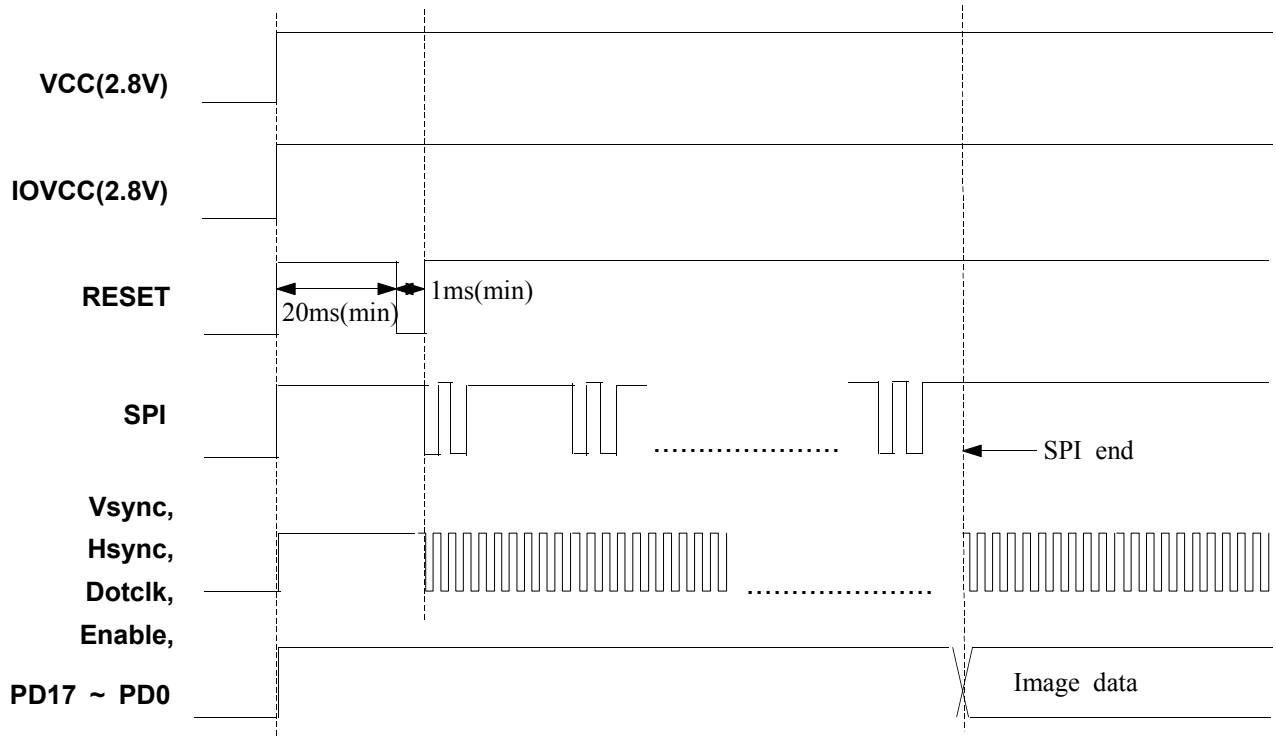 VCC(2.8V)
IOVCC(2.8V)
RESET
20ms(min)
1ms(min)
SPI
SPI end
Vsync,
Hsync,
Dotclk,
Enable,
PD17 ~ PD0
Image data